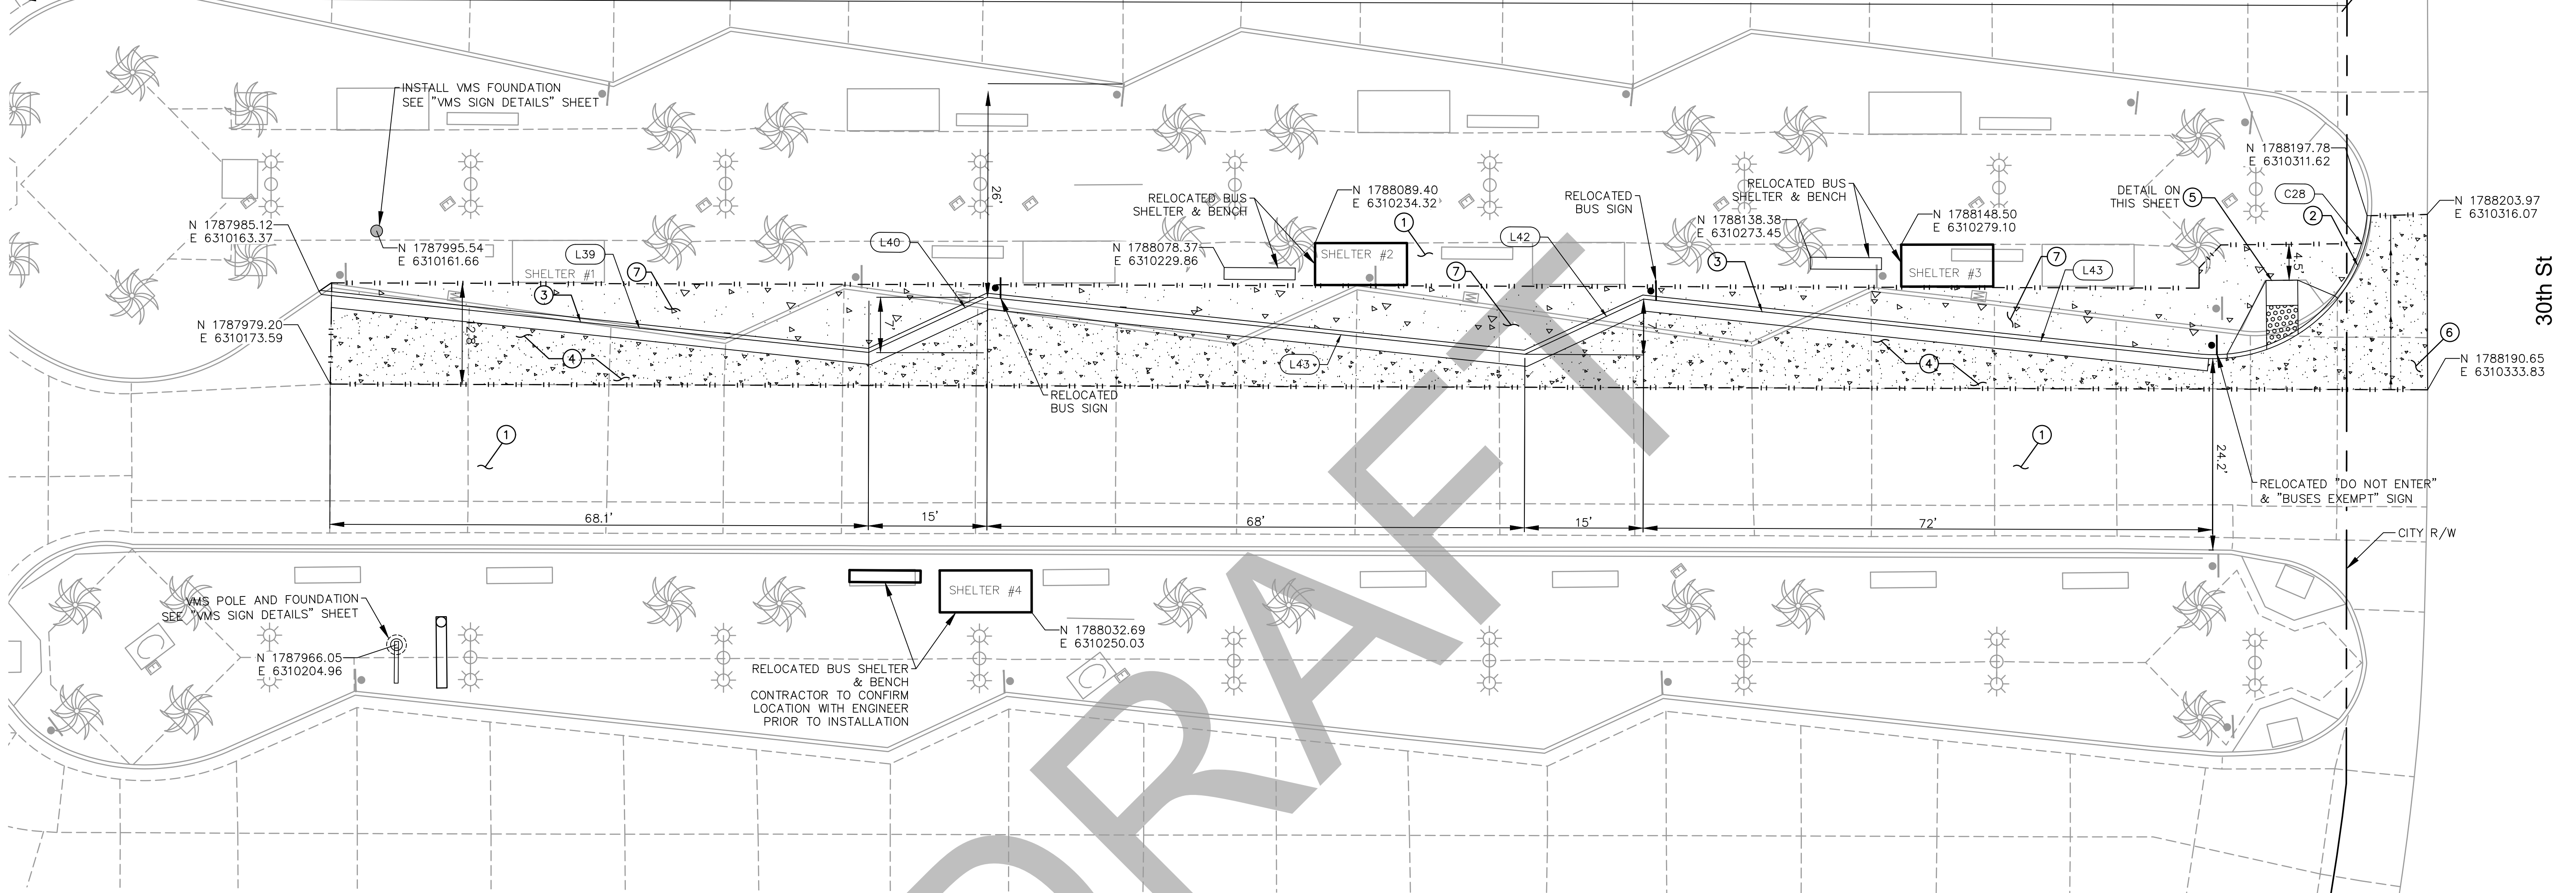 INSTALL VMS FOUNDATION
SEE "VMS SIGN DETAILS" SHEET
N 1787985.12
E 6310163.37
N 1787995.54
E 6310161.66
L39
SHELTER #1
7
3
L40
26'
N 1787979.20
E 6310173.59
12.8'
4
7'
RELOCATED
BUS SIGN
RELOCATED BUS
SHELTER & BENCH
N 1788078.37
E 6310229.86
N 1788089.40
E 6310234.32
1
SHELTER #2
7
L43
L42
RELOCATED
BUS SIGN
RELOCATED BUS
SHELTER & BENCH
N 1788138.38
E 6310273.45
3
N 1788148.50
E 6310279.10
SHELTER #3
7
L43
4
DETAIL ON
THIS SHEET
5
N 1788197.78
E 6310311.62
C28
2
4.5'
N 1788203.97
E 6310316.07
30th St
6
N 1788190.65
E 6310333.83
1
1
24.2'
RELOCATED "DO NOT ENTER"
& "BUSES EXEMPT" SIGN
68.1'
15'
68'
15'
72'
CITY R/W
VMS POLE AND FOUNDATION
SEE "VMS SIGN DETAILS" SHEET
N 1787966.05
E 6310204.96
SHELTER #4
N 1788032.69
E 6310250.03
RELOCATED BUS SHELTER
& BENCH
CONTRACTOR TO CONFIRM
LOCATION WITH ENGINEER
PRIOR TO INSTALLATION
DRAFT